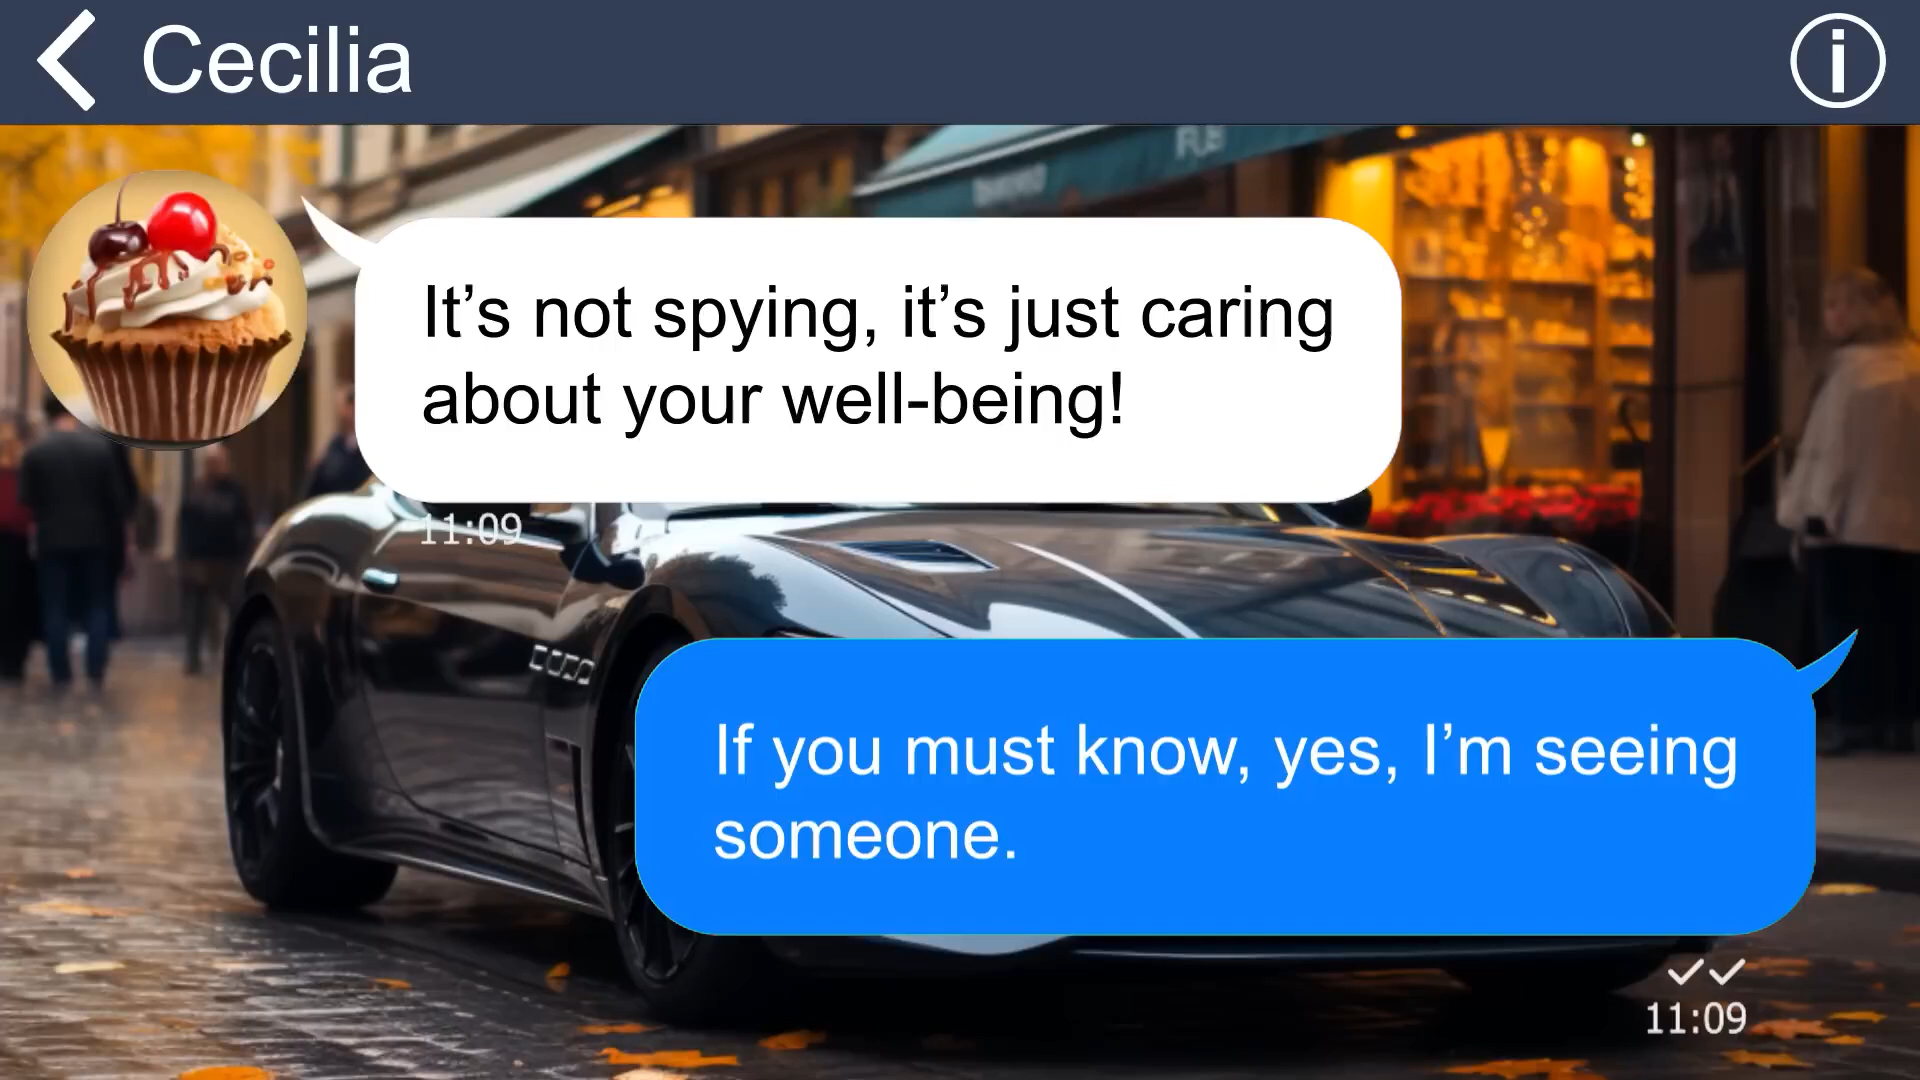 Cecilia
It’s not spying, it’s just caring
about your well-being!
11:09
If you must know, yes, I’m seeing
someone.
11:09